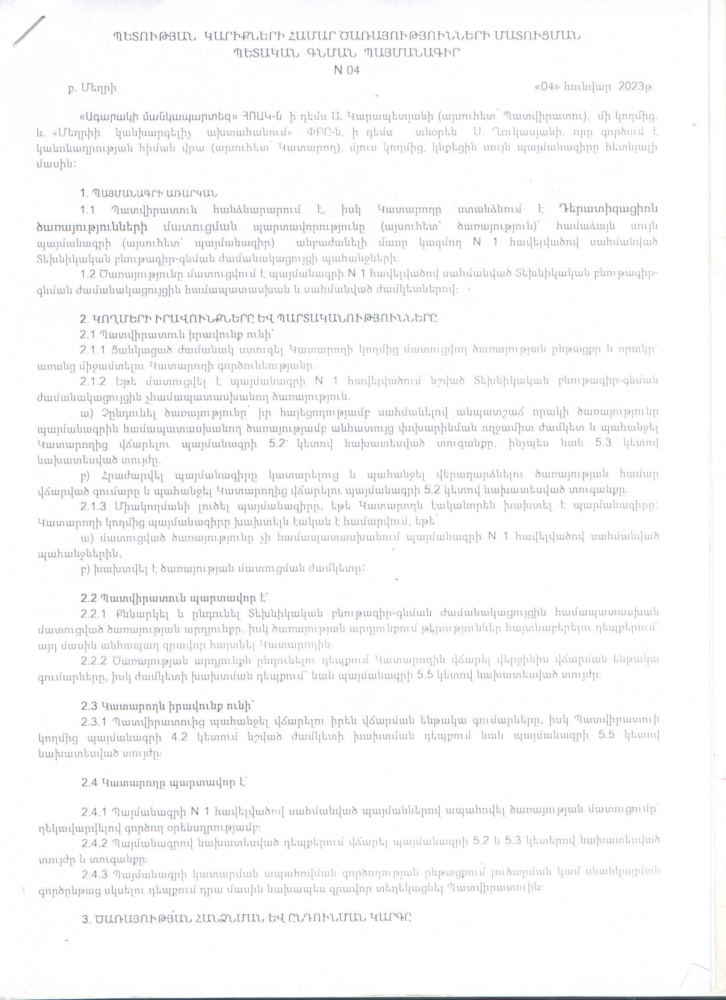 ՊԵՏՈՒԹՅԱՆ ԿԱՐԻՔՆԵՐԻ ՀԱՄԱՐ ԾԱՌԱՅՈՒԹՅՈՒՆՆԵՐԻ ՄԱՏՈՒՑՄԱՆ
ՊԵՏԱԿԱՆ ԳՆՄԱՆ ՊԱՅՄԱՆԱԳԻՐ
N 04
ք. Մեղրի «04» հունվար 2023թ.
«Ագարակի մանկապարտեզ» ՀՈԱԿ-ն ի դեմս Ա. Կարապետյանի (այսուհետ՝ Պատվիրատու), մի կողմից,
և. «Մեղրիի կանխարգելիչ ախտահանում» ՓԲԸ-ն, ի դեմս տնօրեն Ս. Ղուկասյանի, որը գործում է
կանոնադրության հիման վրա (այսուհետ՝ Կատարող), մյուս կողմից, կնքեցին սույն պայմանագիրը հետևյալի
մասին:
1. ՊԱՅՄԱՆԱԳՐԻ ԱՌԱՐԿԱՆ
1.1 Պատվիրատուն հանձնարարում է, իսկ Կատարողը ստանձնում է Դերատիզացիոն
ծառայությունների մատուցման պարտավորությունը (այսուհետ՝ ծառայություն)՝ համաձայն սույն
պայմանագրի (այսուհետ՝ պայմանագիր) անբաժանելի մասը կազմող N 1 հավելվածով սահմանված
Տեխնիկական բնութագիր-գնման ժամանակացույցի պահանջների:
1.2 Ծառայությունը մատուցվում է պայմանագրի N 1 հավելվածով սահմանված Տեխնիկական բնութագիր-
գնման ժամանակացույցին համապատասխան և սահմանված ժամկետներով:
2. ԿՈՂՄԵՐԻ ԻՐԱՎՈՒՆՔՆԵՐԸ ԵՎ ՊԱՐՏԱԿԱՆՈՒԹՅՈՒՆՆԵՐԸ
2.1 Պատվիրատուն իրավունք ունի՝
2.1.1 Ցանկացած ժամանակ ստուգել Կատարողի կողմից մատուցվող ծառայության ընթացքը և որակը՝
առանց միջամտելու Կատարողի գործունեությանը.
2.1.2 Եթե մատուցվել է պայմանագրի N 1 հավելվածում նշված Տեխնիկական բնութագիր-գնման
ժամանակացույցին չհամապատասխանող ծառայություն.
ա) Չընդունել ծառայությունը՝ իր հայեցողությամբ սահմանելով անպատշաճ որակի ծառայությունը
պայմանագրին համապատասխանող ծառայությամբ անհատույց փոխարինման ողջամիտ ժամկետ և պահանջել
Կատարողից վճարելու պայմանագրի 5.2՝ կետով նախատեսված տուգանքը, ինչպես նաև 5.3 կետով
նախատեսված տույժը.
բ) Հրաժարվել պայմանագիրը կատարելուց և պահանջել վերադարձնելու ծառայության համար
վճարված գումարը և պահանջել Կատարողից վճարելու պայմանագրի 5.2 կետով նախատեսված տուգանքը.
2.1.3 Միակողմանի լուծել պայմանագիրը, եթե Կատարողն էականորեն խախտել է պայմանագիրը:
Կատարողի կողմից պայմանագիրը խախտելն էական է համարվում, եթե՝
ա) մատուցված ծառայությունը չի համապատասխանում պայմանագրի N 1 հավելվածով սահմանված
պահանջներին,
բ) խախտվել է ծառայության մատուցման ժամկետը:
2.2 Պատվիրատուն պարտավոր է՝
2.2.1 Քննարկել և ընդունել Տեխնիկական բնութագիր-գնման ժամանակացույցին համապատասխան
մատուցված ծառայության արդյունքը, իսկ ծառայության արդյունքում թերություններ հայտնաբերելու դեպքերում՝
այդ մասին անհապաղ գրավոր հայտնել Կատարողին:
2.2.2 Ծառայության արդյունքն ընդունելու դեպքում Կատարողին վճարել վերջինիս վճարման ենթակա
գումարները, իսկ ժամկետի խախտման դեպքում՝ նաև պայմանագրի 5.5 կետով նախատեսված տույժը:
2.3 Կատարողն իրավունք ունի՝
2.3.1 Պատվիրատուից պահանջել վճարելու իրեն վճարման ենթակա գումարները, իսկ Պատվիրատուի
կողմից պայմանագրի 4.2 կետում նշված ժամկետի խախտման դեպքում նաև պայմանագրի 5.5 կետով
նախատեսված տույժը:
2.4 Կատարողը պարտավոր է՝
2.4.1 Պայմանագրի N 1 հավելվածով սահմանված պայմաններով ապահովել ծառայության մատուցումը՝
ղեկավարվելով գործող օրենսդրությամբ:
2.4.2 Պայմանագրով նախատեսված դեպքերում վճարել պայմանագրի 5.2 և 5.3 կետերով նախատեսված
տույժը և տուգանքը:
2.4.3 Պայմանագրի կատարման ապահովման գործողության ընթացքում լուծարման կամ սնանկացման
գործընթաց սկսելու դեպքում դրա մասին նախապես գրավոր տեղեկացնել Պատվիրատուին:
3. ԾԱՌԱՅՈՒԹՅԱՆ ՀԱՆՁՆՄԱՆ ԵՎ ԸՆԴՈՒՆՄԱՆ ԿԱՐԳԸ